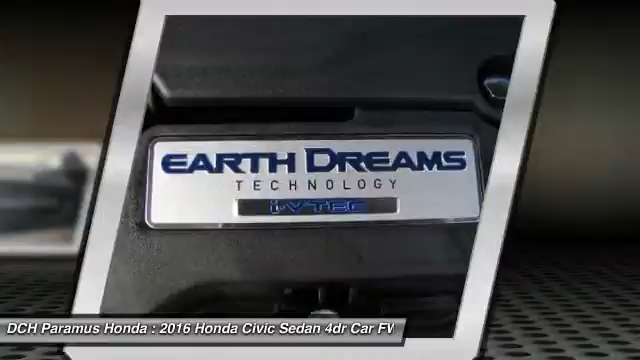 EARTH DREAMS
TECHNOLOGY
i-VTEC
DCH Paramus Honda : 2016 Honda Civic Sedan 4dr Car FV